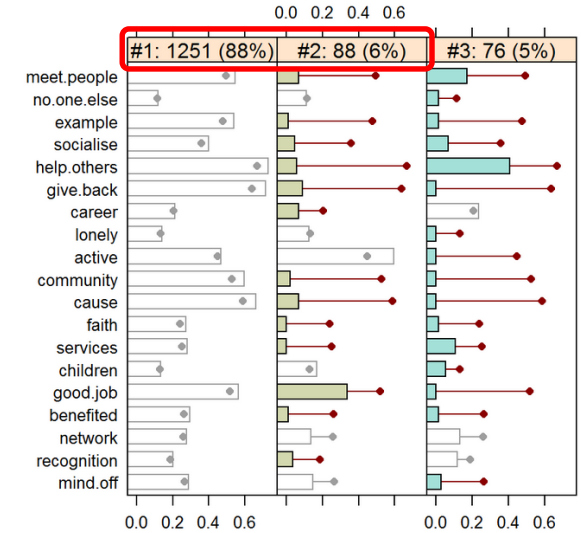 0.0 0.2 0.4 0.6
#1: 1251 (88%) #2: 88 (6%) #3: 76 (5%)
meet.people
no.one.else
example
socialise
help.others
give.back
career
lonely
active
community
cause
faith
services
children
good.job
benefited
network
recognition
mind.off
0.0 0.2 0.4 0.6 0.0 0.2 0.4 0.6